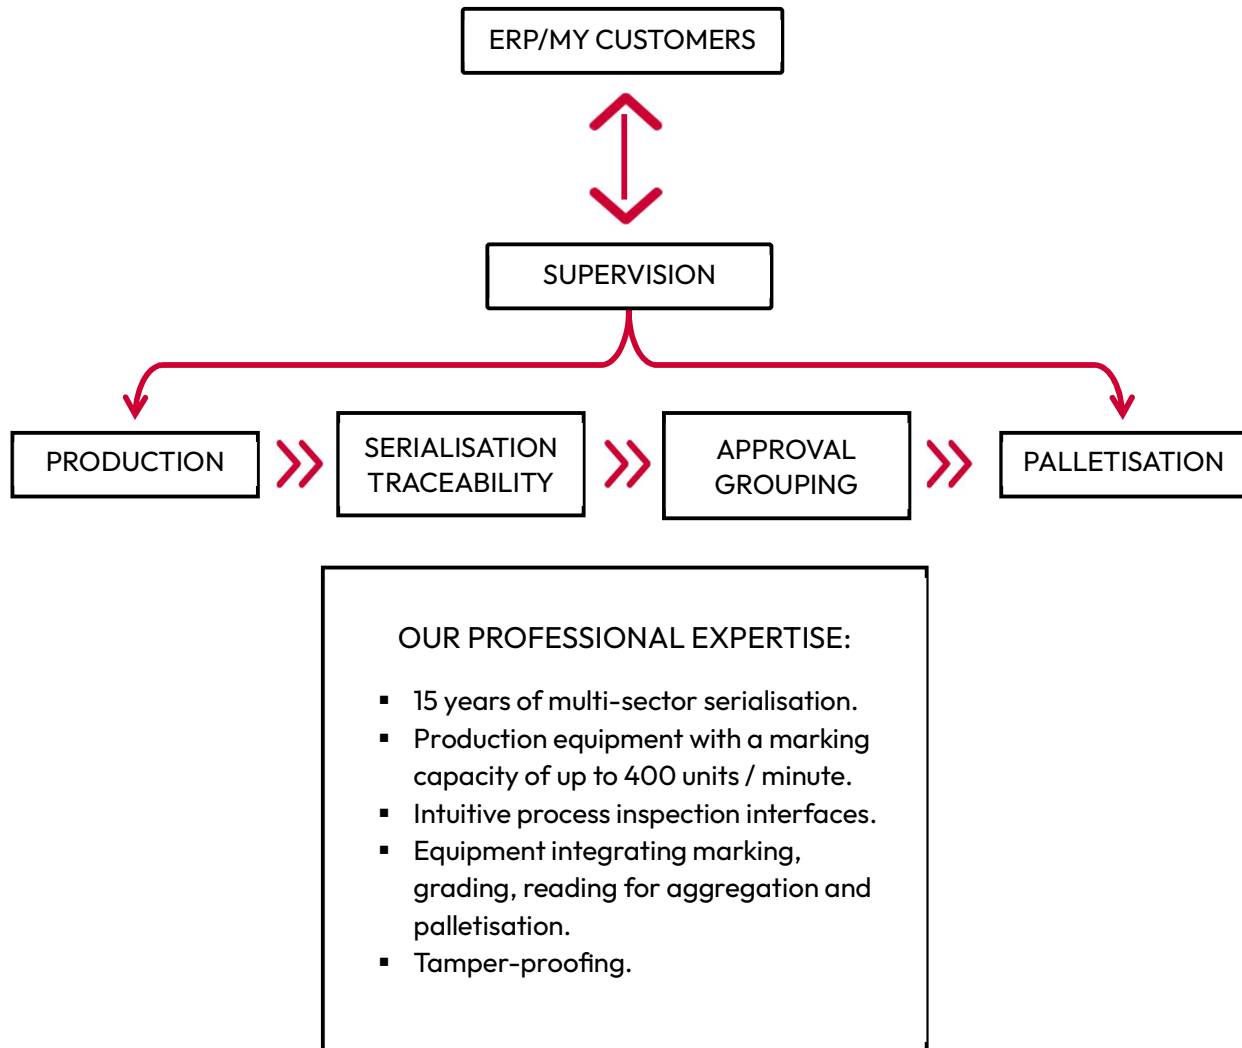 ERP/MY CUSTOMERS
SUPERVISION
PRODUCTION
SERIALISATION
TRACEABILITY
APPROVAL
GROUPING
PALLETISATION
OUR PROFESSIONAL EXPERTISE:
▪ 15 years of multi-sector serialisation.
▪ Production equipment with a marking
capacity of up to 400 units / minute.
▪ Intuitive process inspection interfaces.
▪ Equipment integrating marking,
grading, reading for aggregation and
palletisation.
▪ Tamper-proofing.